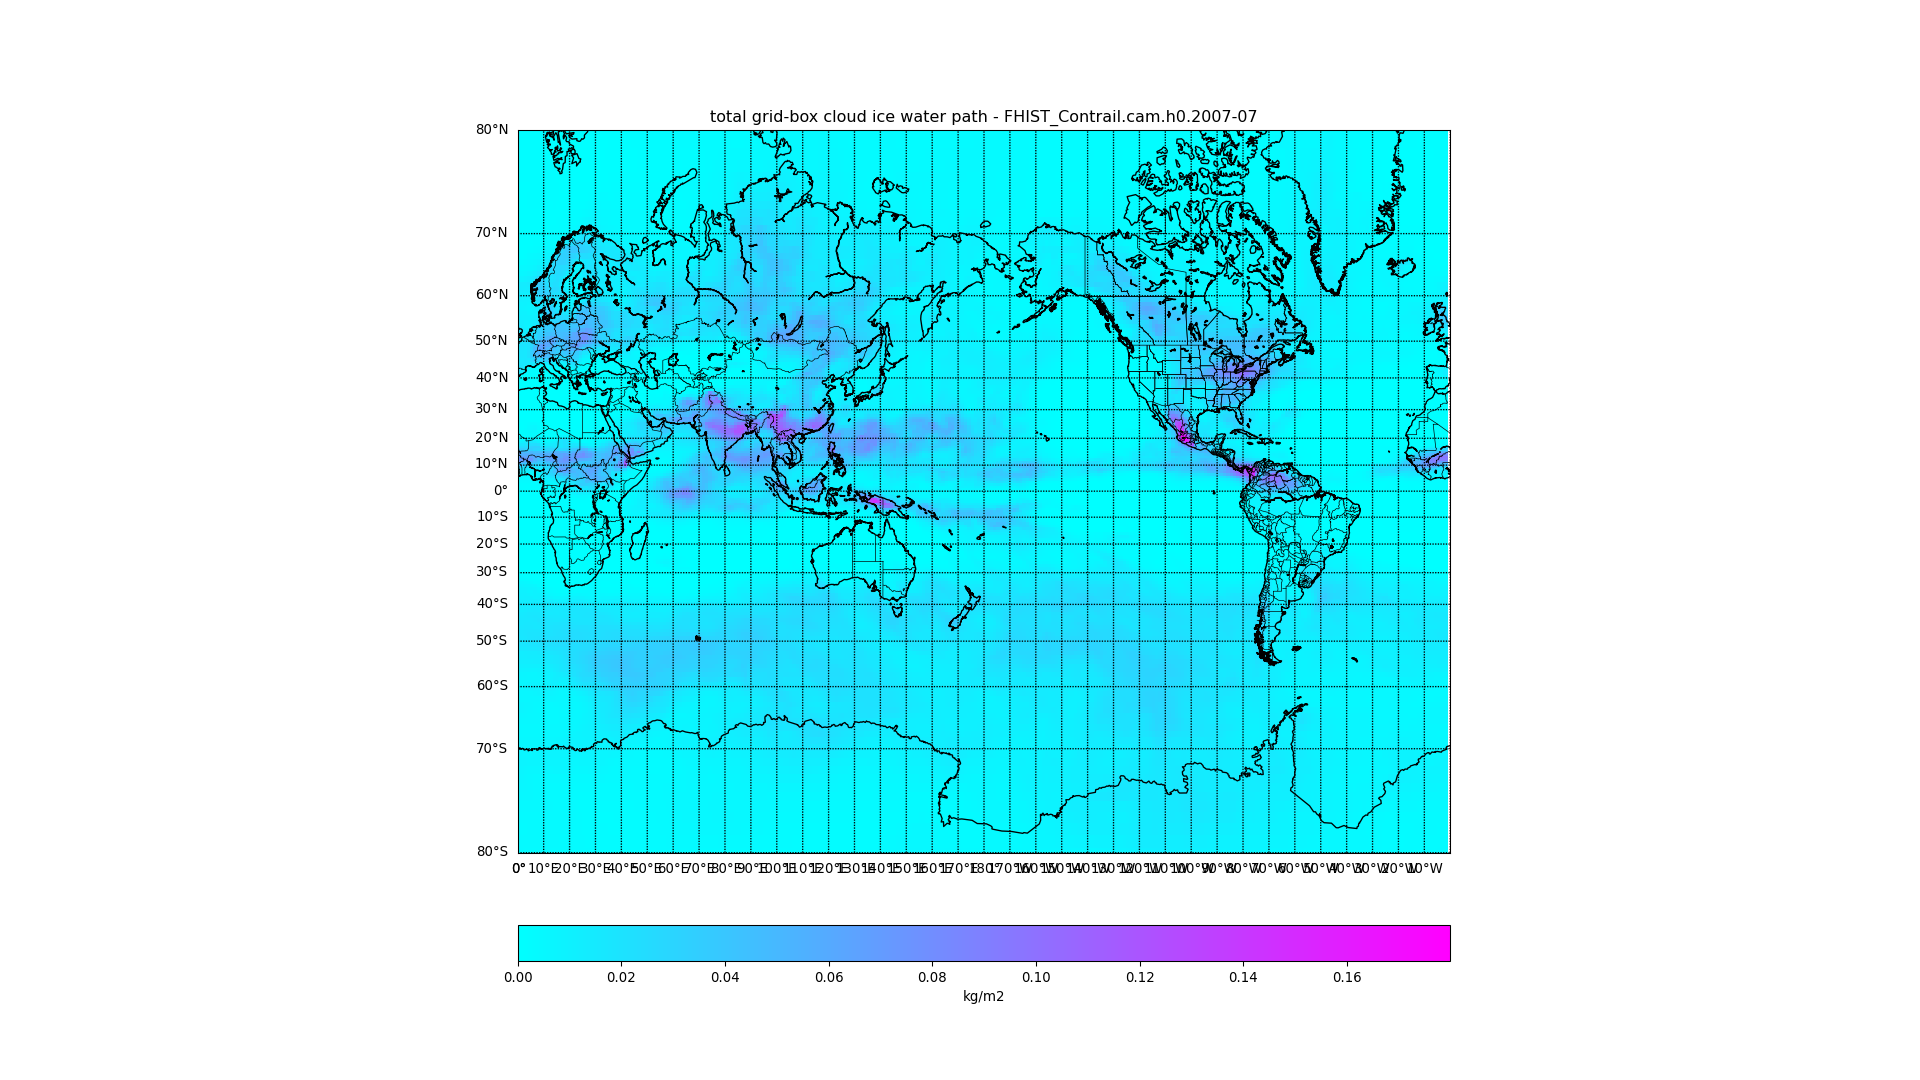 total grid-box cloud ice water path - FHIST_Contrail.cam.h0.2007-07
80°N
70°N
60°N
50°N
40°N
30°N
20°N
10°N
0°
10°S
20°S
30°S
40°S
50°S
60°S
70°S
80°S
0° 10°E 20°E 30°E 40°E 50°E 60°E 70°E 80°E 90°E 100°E 110°E 120°E 130°E 140°E 150°E 160°E 170°E 180° 170°W 160°W 150°W 140°W 130°W 120°W 110°W 100°W 90°W 80°W 70°W 60°W 50°W 40°W 30°W 20°W 10°W
0.00 0.02 0.04 0.06 0.08 0.10 0.12 0.14 0.16
kg/m2